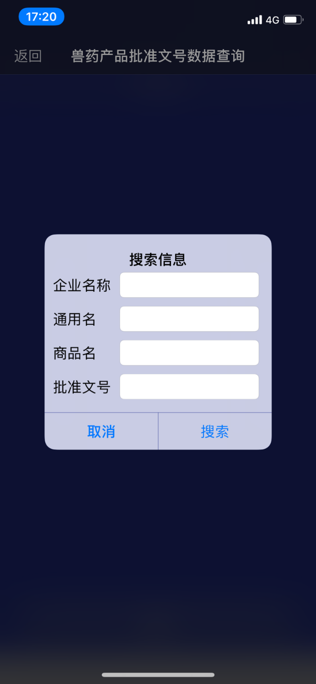 17:20
4G
返回 兽药产品批准文号数据查询
搜索信息
企业名称
通用名
商品名
批准文号
取消 搜索